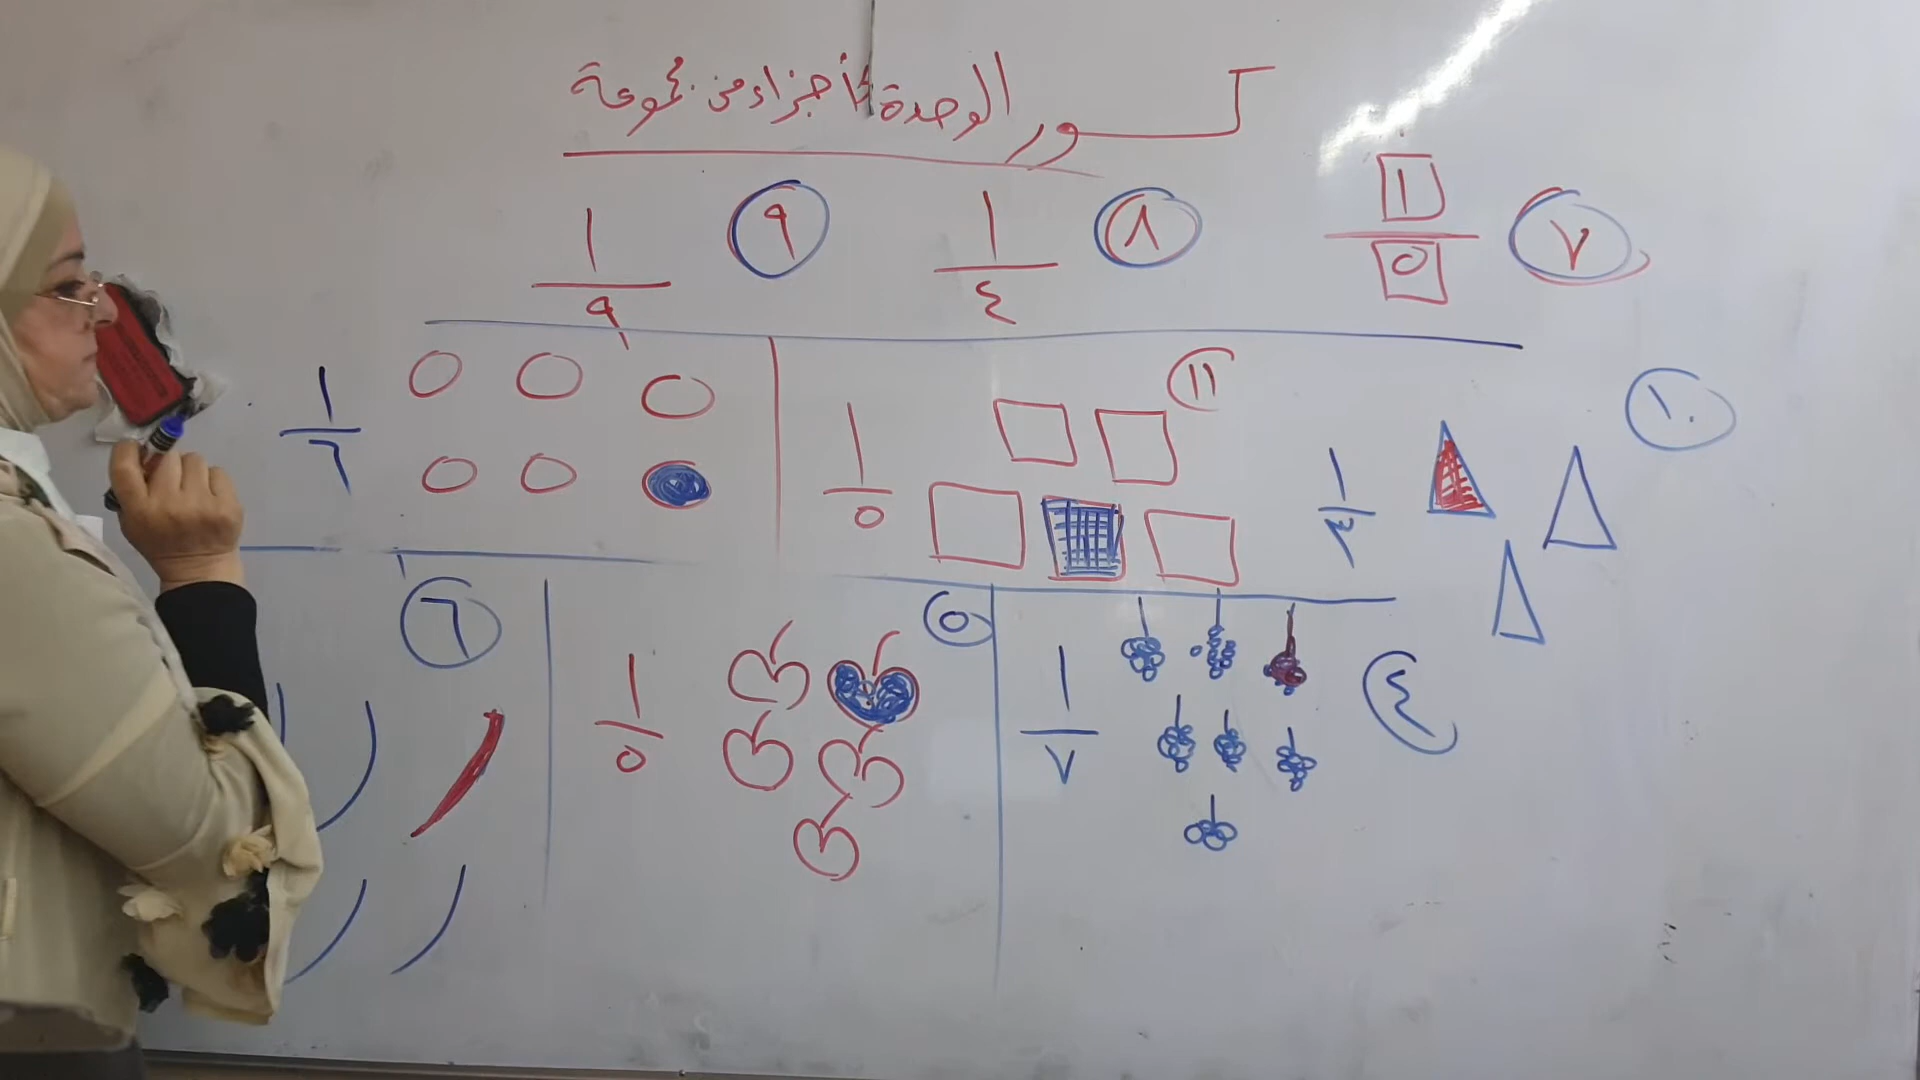 كسور الوحدة كأجزاء من مجموعة
٧ ١/٥ ٨ ١/٤ ٩ ١/٩
١٠ ١/٣ ١١ ١/٥ ١/٦
٤ ١/٧ ٥ ١/٥ ٦